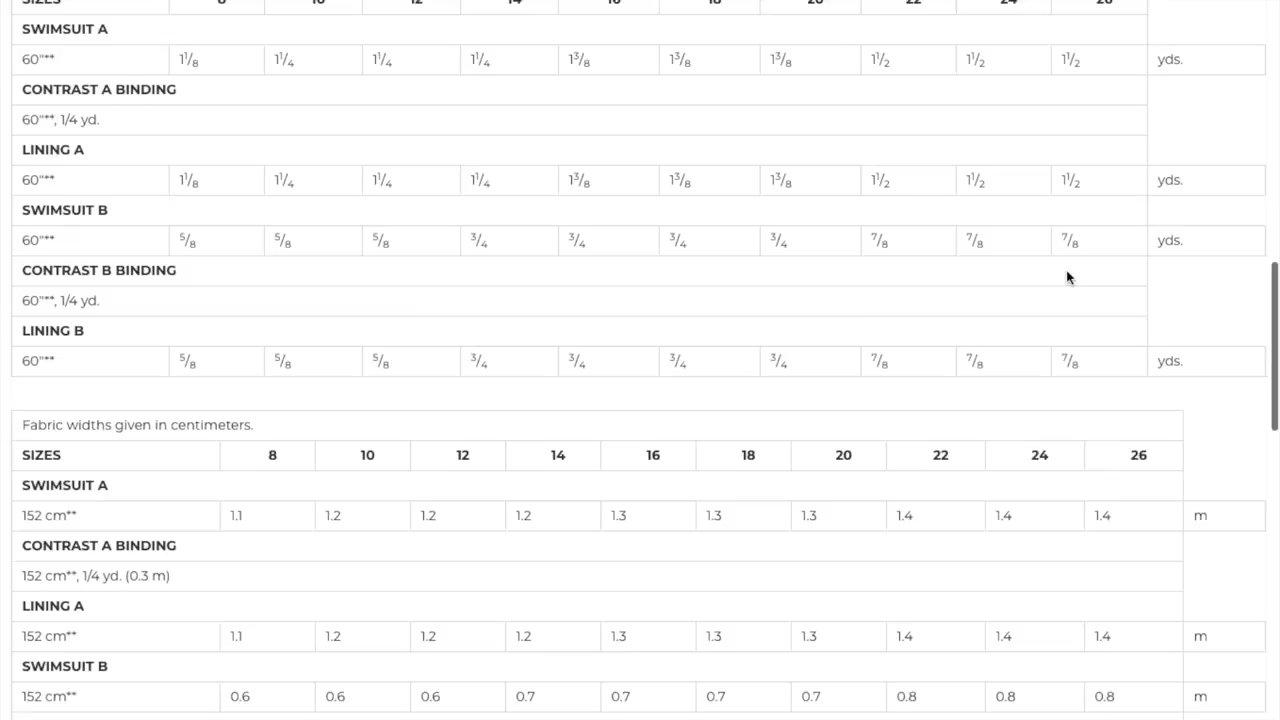 SIZES 8 10 12 14 16 18 20 22 24 26
SWIMSUIT A
60"** 1 1/8 1 1/4 1 1/4 1 1/4 1 3/8 1 3/8 1 3/8 1 1/2 1 1/2 1 1/2 yds.
CONTRAST A BINDING
60"**, 1/4 yd.
LINING A
60"** 1 1/8 1 1/4 1 1/4 1 1/4 1 3/8 1 3/8 1 3/8 1 1/2 1 1/2 1 1/2 yds.
SWIMSUIT B
60"** 5/8 5/8 5/8 3/4 3/4 3/4 3/4 7/8 7/8 7/8 yds.
CONTRAST B BINDING
60"**, 1/4 yd.
LINING B
60"** 5/8 5/8 5/8 3/4 3/4 3/4 3/4 7/8 7/8 7/8 yds.
Fabric widths given in centimeters.
SIZES 8 10 12 14 16 18 20 22 24 26
SWIMSUIT A
152 cm** 1.1 1.2 1.2 1.2 1.3 1.3 1.3 1.4 1.4 1.4 m
CONTRAST A BINDING
152 cm**, 1/4 yd. (0.3 m)
LINING A
152 cm** 1.1 1.2 1.2 1.2 1.3 1.3 1.3 1.4 1.4 1.4 m
SWIMSUIT B
152 cm** 0.6 0.6 0.6 0.7 0.7 0.7 0.7 0.8 0.8 0.8 m